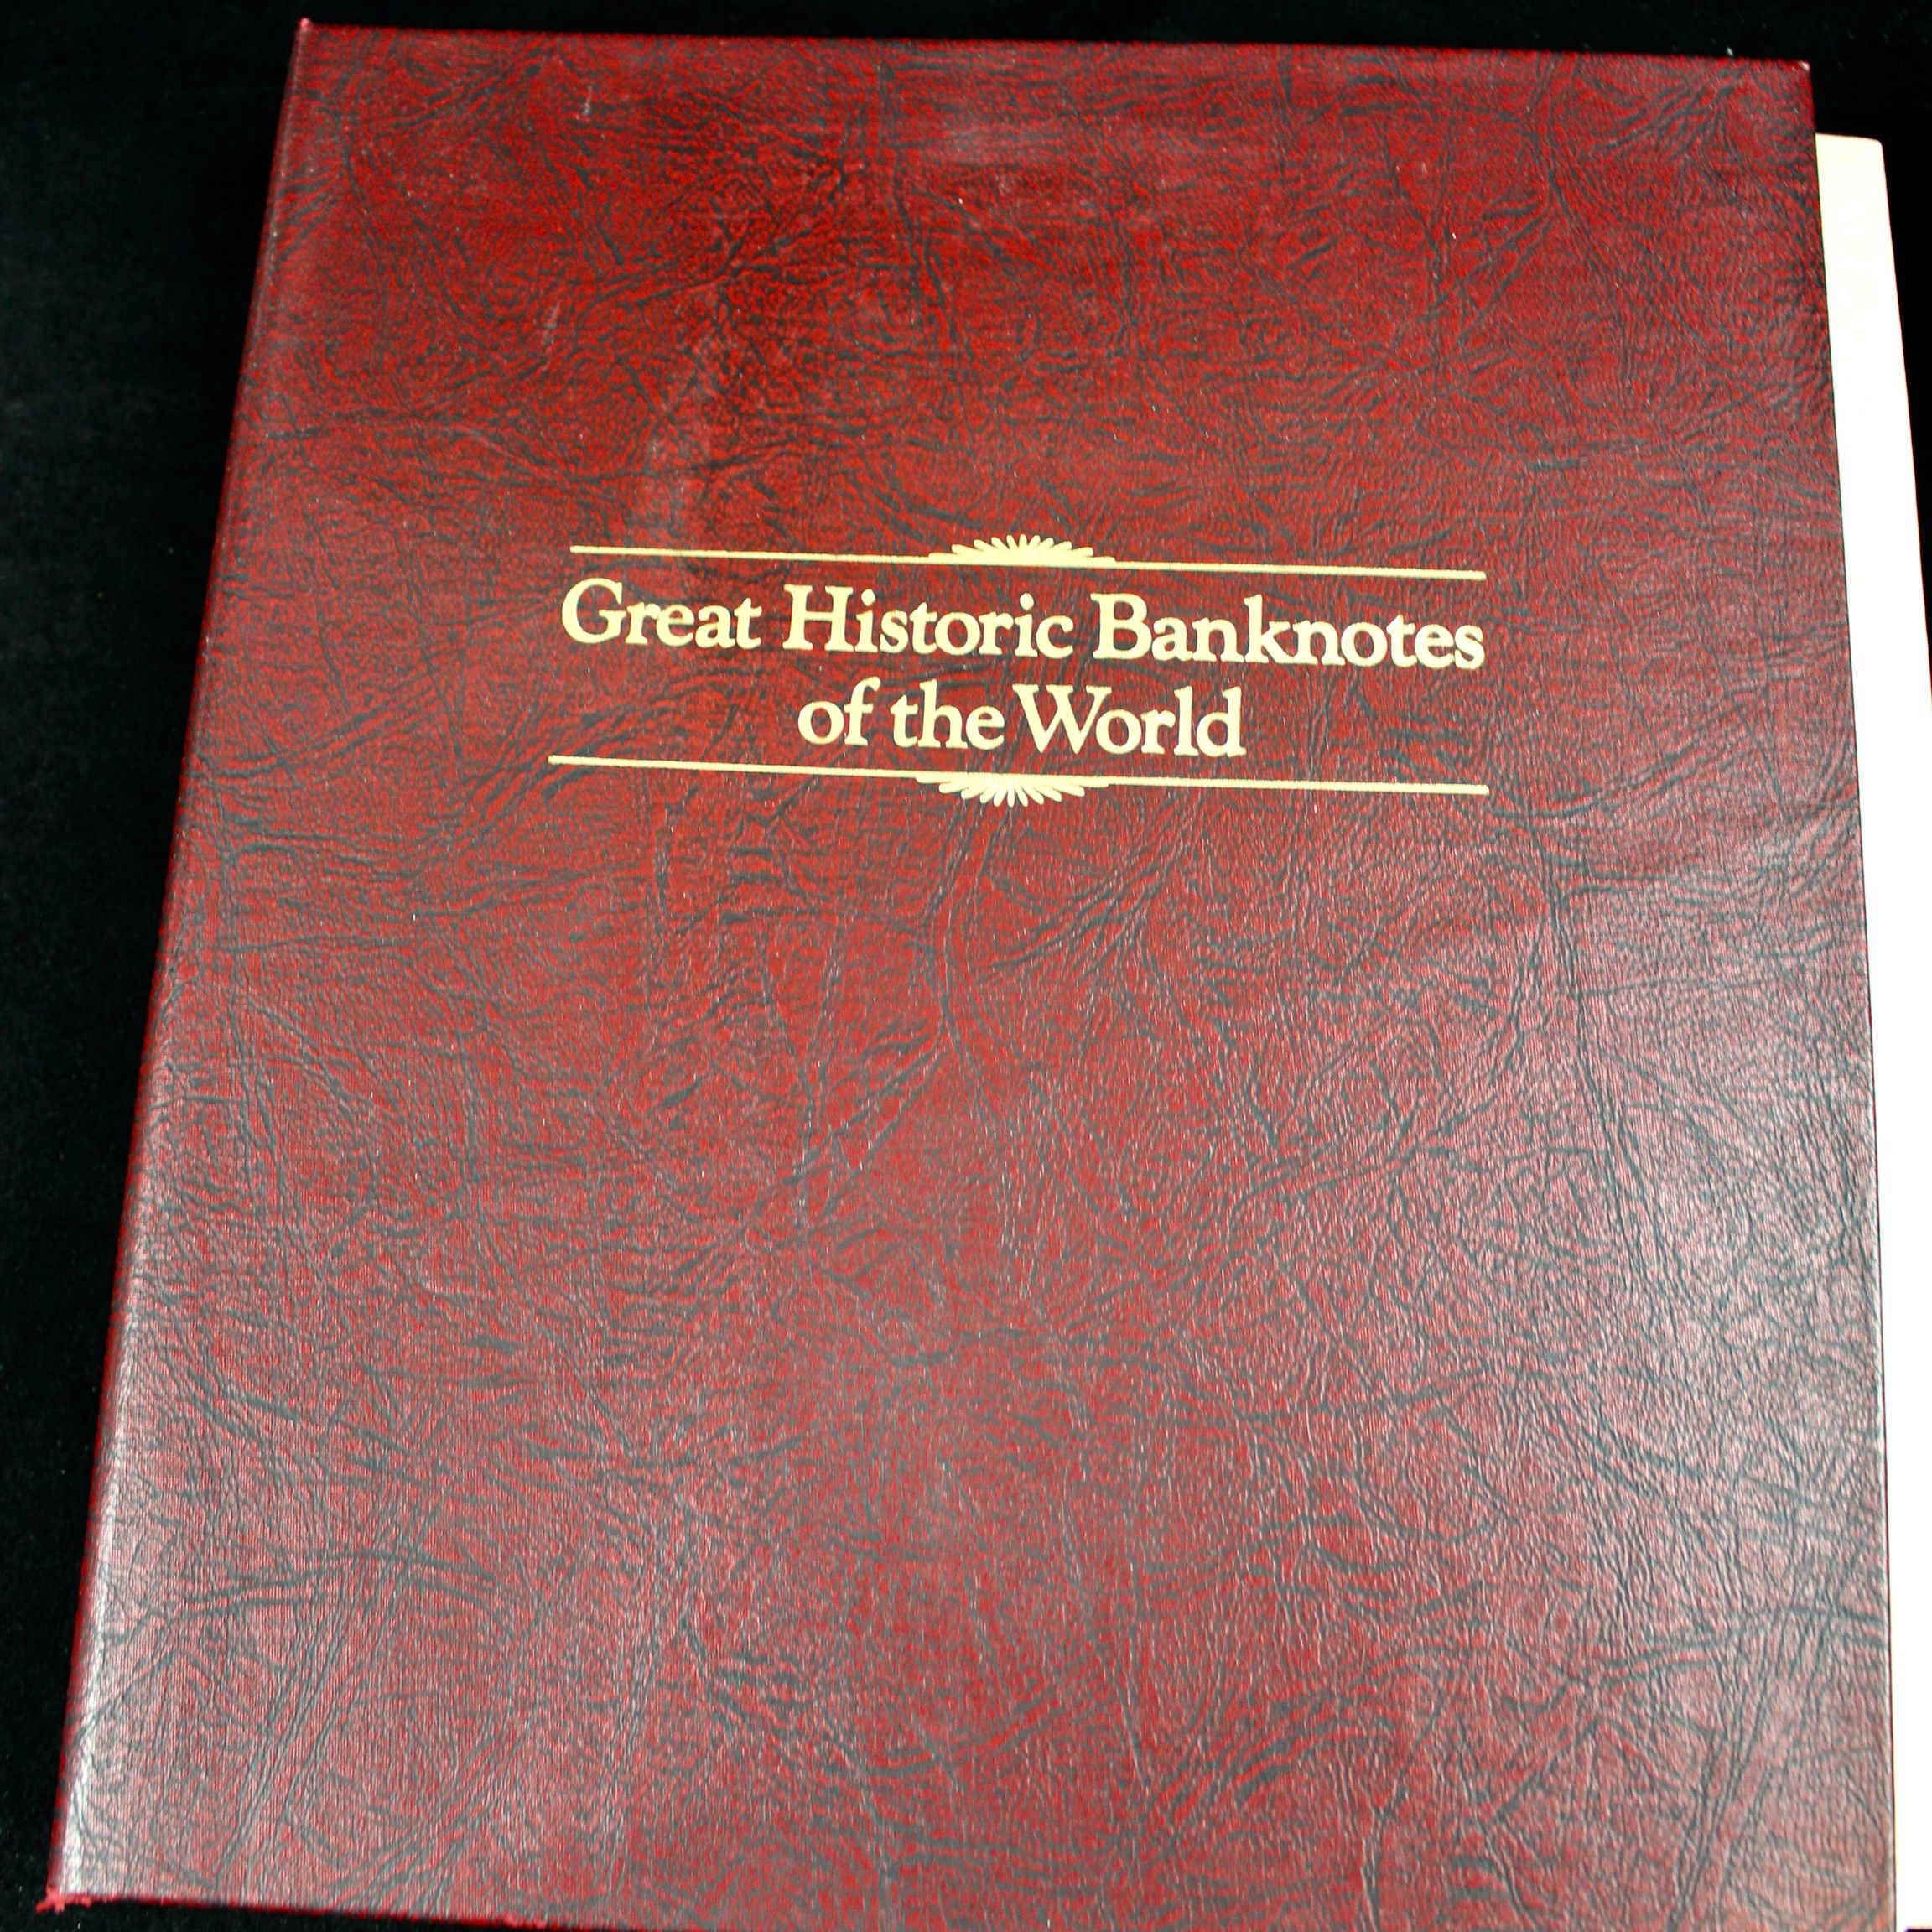 Great Historic Banknotes
of the World